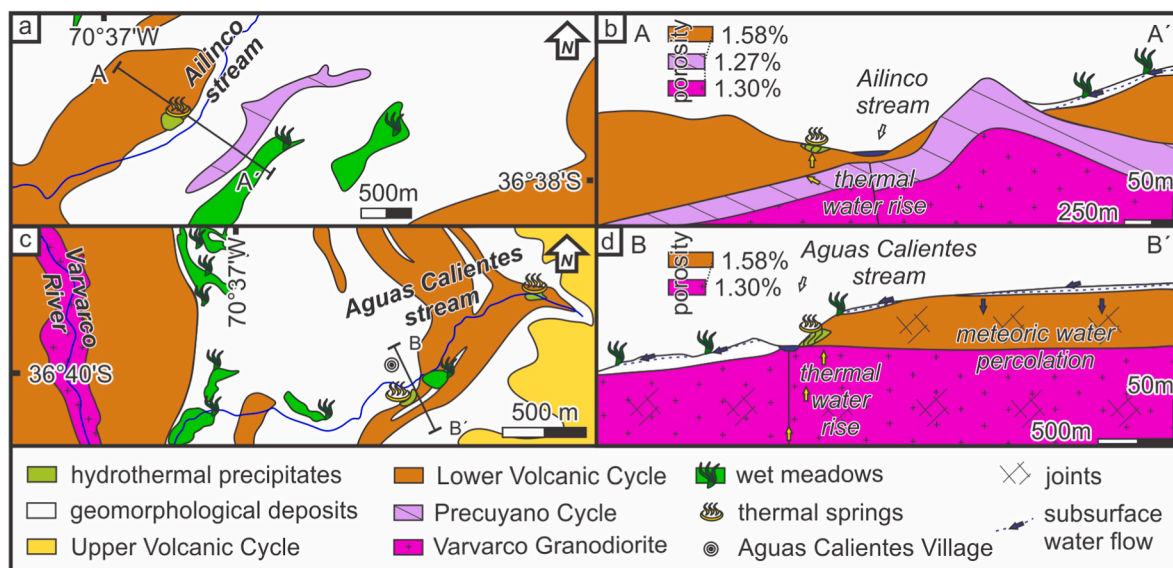 a
70°37'W
N
A
Ailinco
stream
A´
36°38'S
500m
b
A
A´
porosity
1.58%
1.27%
1.30%
Ailinco
stream
thermal
water rise
50m
250m
c
N
Varvarco
River
70°37'W
Aguas Calientes
stream
B
36°40'S
B´
500 m
d
B
B´
porosity
1.58%
1.30%
Aguas Calientes
stream
meteoric water
percolation
thermal
water
rise
50m
500m
hydrothermal precipitates
geomorphological deposits
Upper Volcanic Cycle
Lower Volcanic Cycle
Precuyano Cycle
Varvarco Granodiorite
wet meadows
thermal springs
Aguas Calientes Village
joints
subsurface
water flow